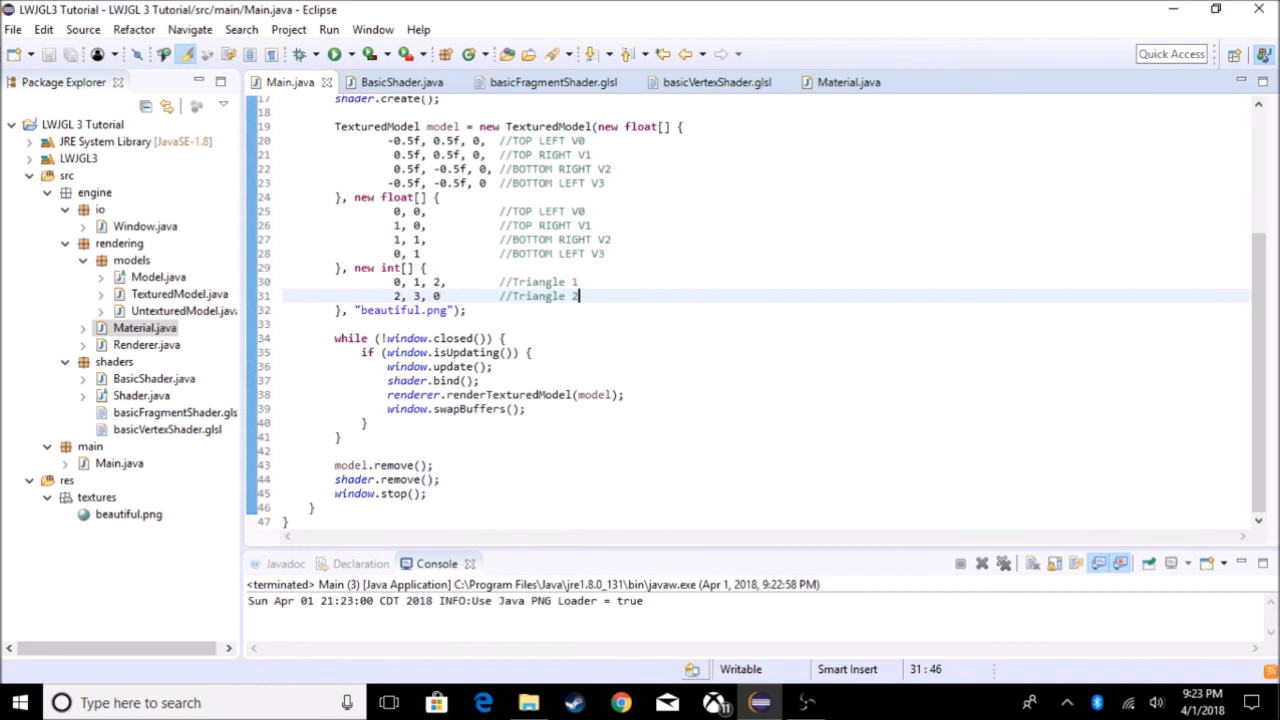 LWJGL3 Tutorial - LWJGL 3 Tutorial/src/main/Main.java - Eclipse
File Edit Source Refactor Navigate Search Project Run Window Help
Quick Access
Package Explorer
LWJGL 3 Tutorial
JRE System Library [JavaSE-1.8]
LWJGL3
src
engine
io
Window.java
rendering
models
Model.java
TexturedModel.java
UntexturedModel.java
Material.java
Renderer.java
shaders
BasicShader.java
Shader.java
basicFragmentShader.gls
basicVertexShader.glsl
main
Main.java
res
textures
beautiful.png
Main.java BasicShader.java basicFragmentShader.glsl basicVertexShader.glsl Material.java
17 shader.create();
18
19 TexturedModel model = new TexturedModel(new float[] {
20 -0.5f, 0.5f, 0, //TOP LEFT V0
21 0.5f, 0.5f, 0, //TOP RIGHT V1
22 0.5f, -0.5f, 0, //BOTTOM RIGHT V2
23 -0.5f, -0.5f, 0 //BOTTOM LEFT V3
24 }, new float[] {
25 0, 0, //TOP LEFT V0
26 1, 0, //TOP RIGHT V1
27 1, 1, //BOTTOM RIGHT V2
28 0, 1 //BOTTOM LEFT V3
29 }, new int[] {
30 0, 1, 2, //Triangle 1
31 2, 3, 0 //Triangle 2
32 }, "beautiful.png");
33
34 while (!window.closed()) {
35 if (window.isUpdating()) {
36 window.update();
37 shader.bind();
38 renderer.renderTexturedModel(model);
39 window.swapBuffers();
40 }
41 }
42
43 model.remove();
44 shader.remove();
45 window.stop();
46 }
47 }
Javadoc Declaration Console
<terminated> Main (3) [Java Application] C:\Program Files\Java\jre1.8.0_131\bin\javaw.exe (Apr 1, 2018, 9:22:58 PM)
Sun Apr 01 21:23:00 CDT 2018 INFO:Use Java PNG Loader = true
Writable Smart Insert 31 : 46
Type here to search
11
9:23 PM
4/1/2018